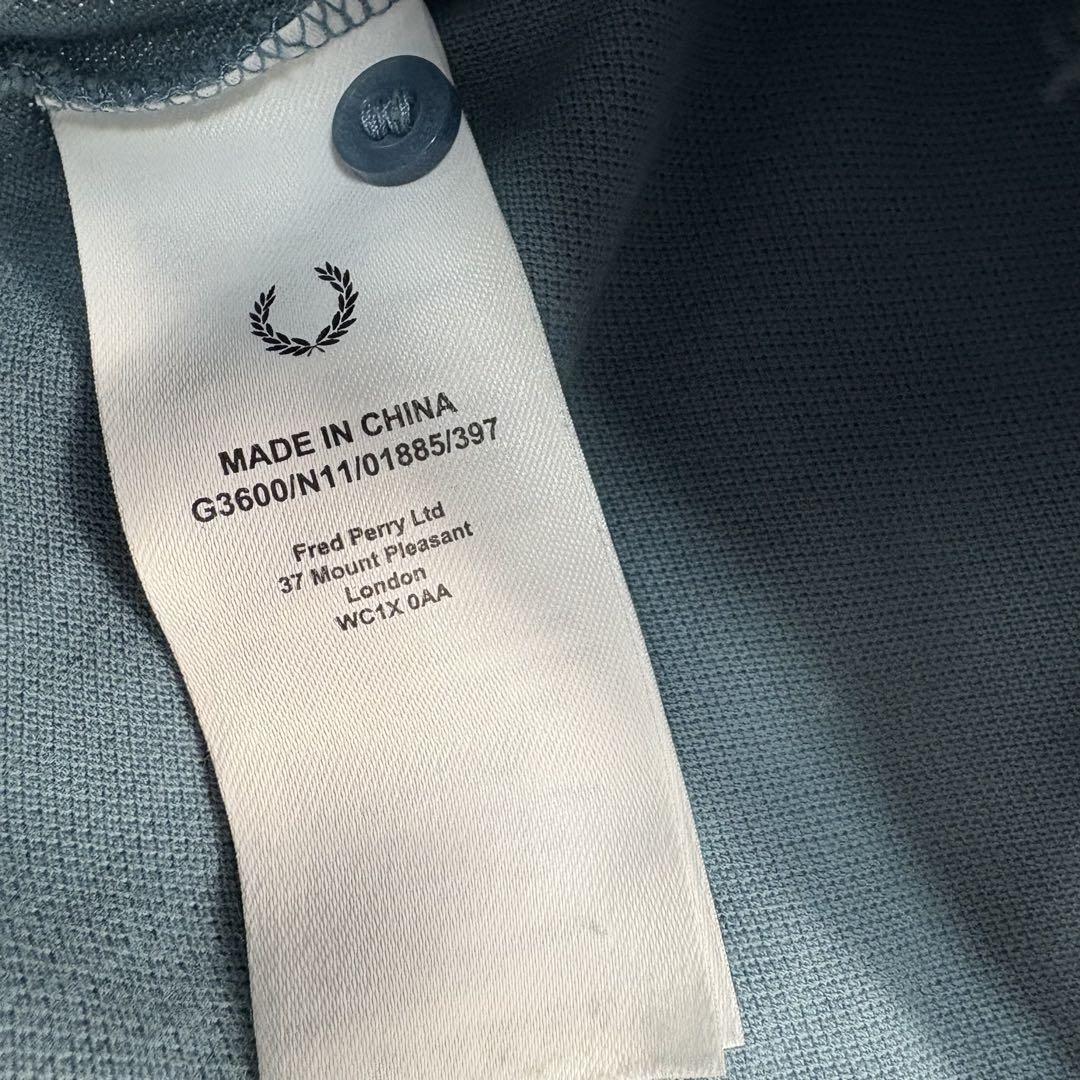 MADE IN CHINA
G3600/N11/01885/397
Fred Perry Ltd
37 Mount Pleasant
London
WC1X 0AA